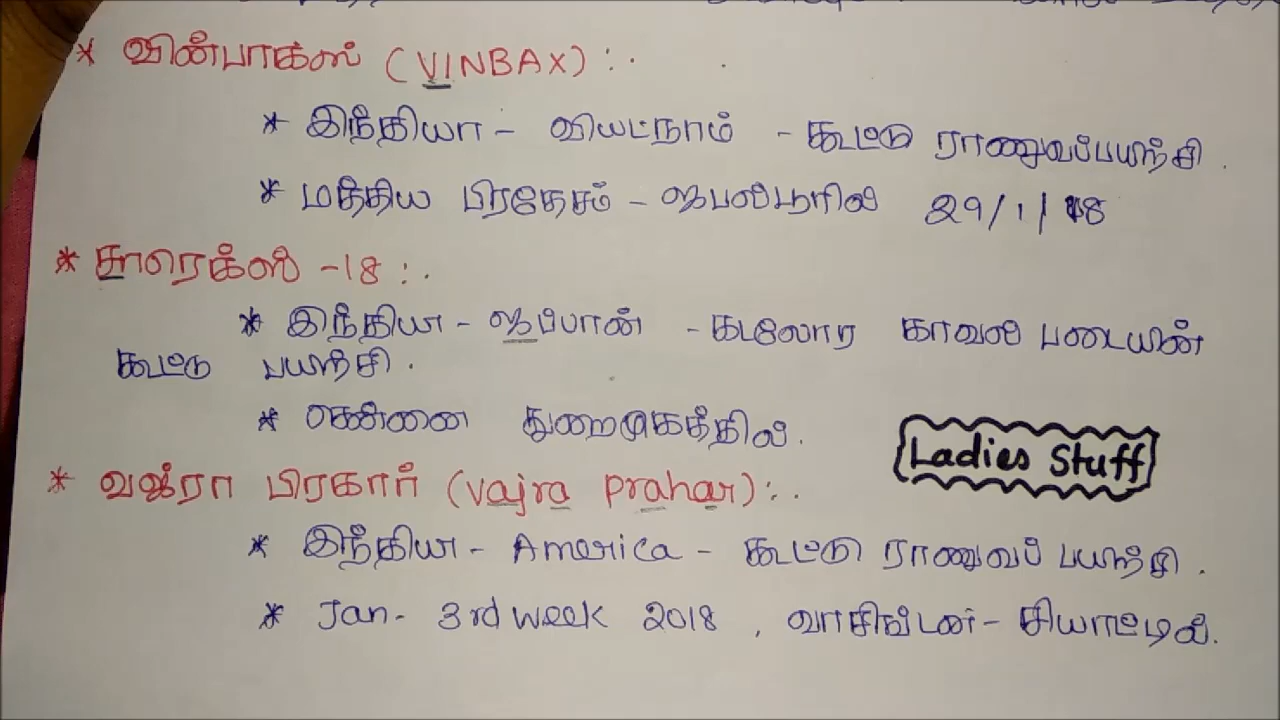 * வின்பாக்ஸ் (VINBAX) :.
* இந்தியா - வியட்நாம் - கூட்டு ராணுவப்பயிற்சி .
* மத்திய பிரதேசம் - ஜபல்பூரில் 29/1/18
* சாரெக்ஸ் -18 :.
* இந்திய - ஜப்பான் - கடலோர காவல் படையின்
கூட்டு பயிற்சி .
* சென்னை துறைமுகத்தில் .
Ladies Stuff
* வஜ்ரா பிரகார் (Vajra Prahar) :.
* இந்திய - America - கூட்டு ராணுவப் பயிற்சி .
* Jan - 3rd week 2018 , வாசிங்டன் - சியாட்டில்.